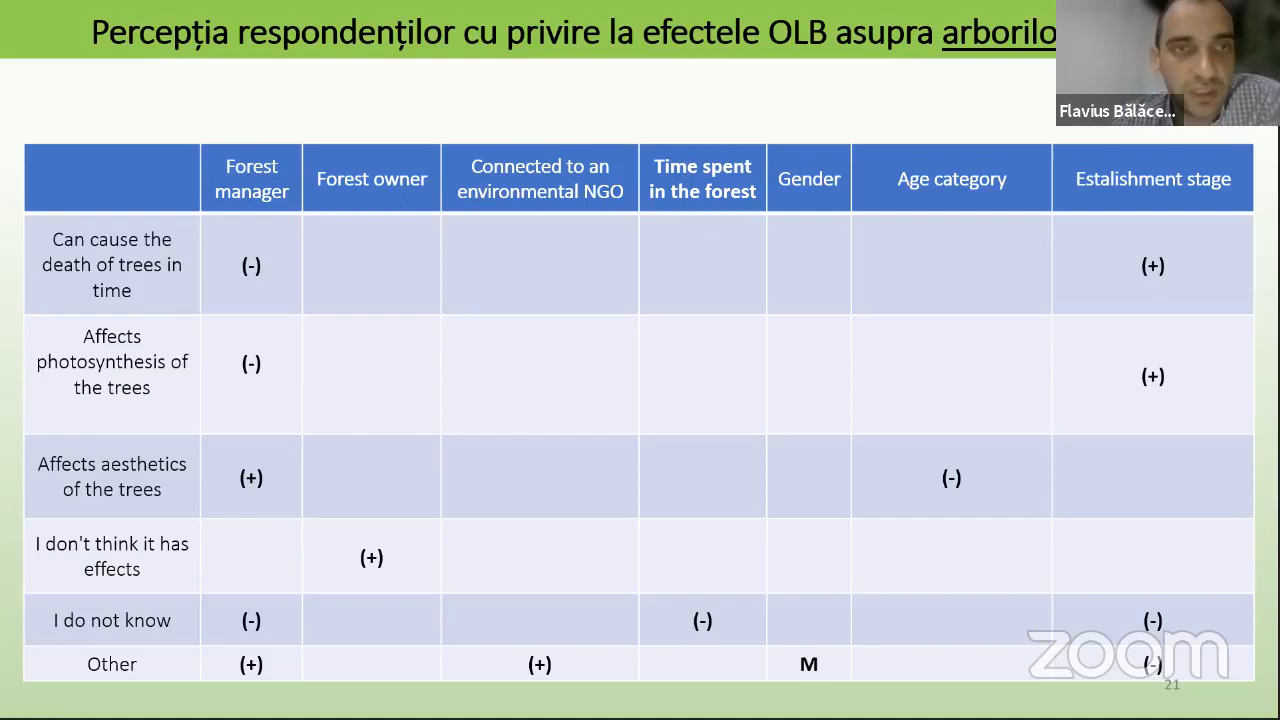 Percepția respondenților cu privire la efectele OLB asupra
Flavius Bălăce...
Forest
manager
Forest owner
Connected to an
environmental NGO
Time spent
in the forest
Gender
Age category
Estalishment stage
Can cause the
death of trees in
time
(-)
(+)
Affects
photosynthesis of
the trees
(-)
(+)
Affects aesthetics
of the trees
(+)
(-)
I don't think it has
effects
(+)
I do not know
(-)
(-)
(-)
Other
(+)
(+)
M
(-)
zoom
21